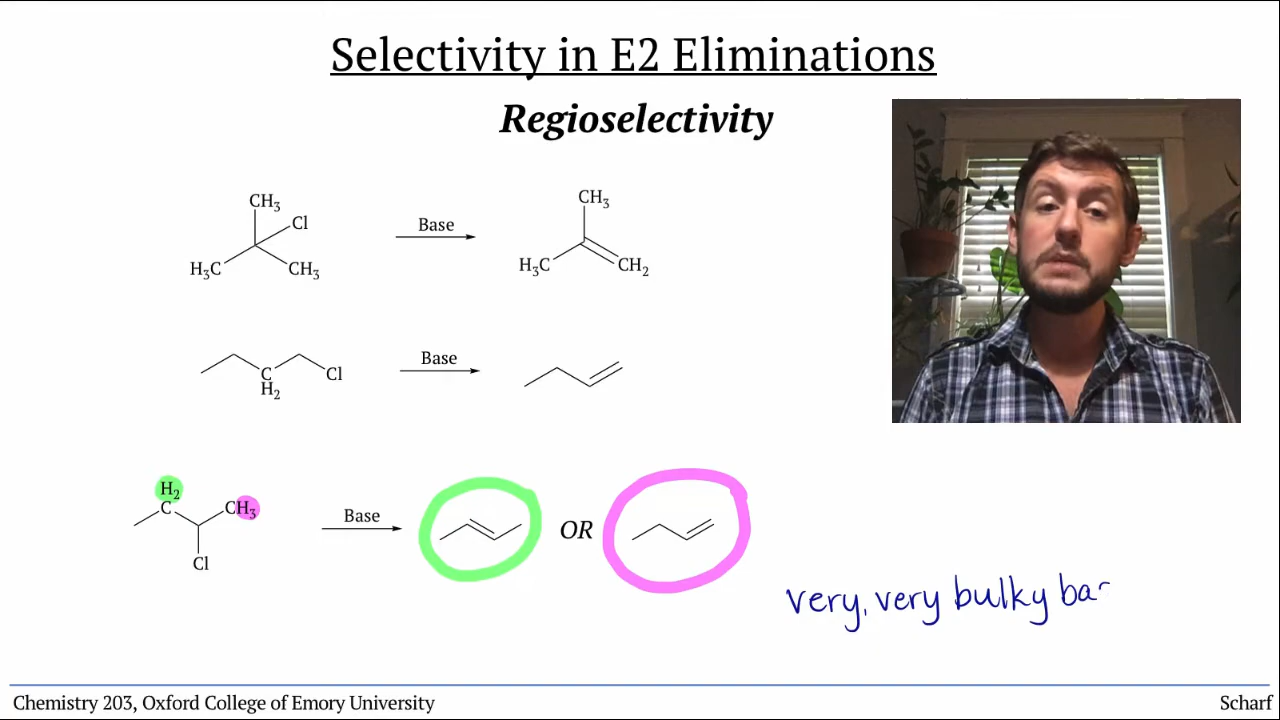 Selectivity in E2 Eliminations
Regioselectivity
CH₃
Cl
H₃C
CH₃
Base
CH₃
H₃C
CH₂
C
H₂
Cl
Base
H₂
C
CH₃
Cl
Base
OR
very, very bulky
Chemistry 203, Oxford College of Emory University
Scharf